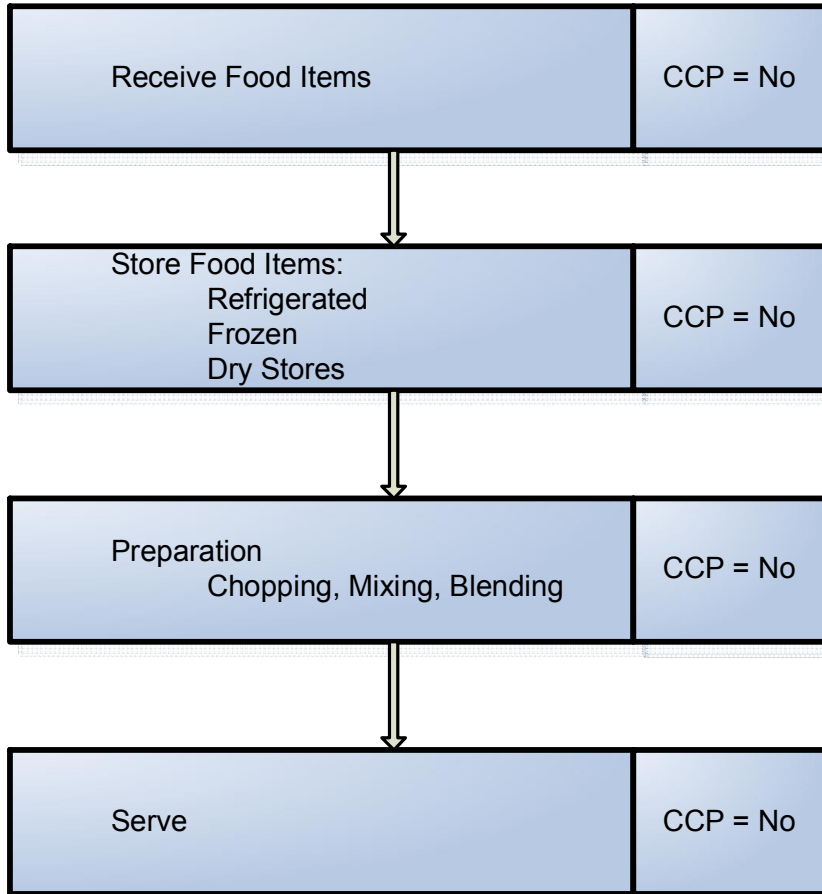 Receive Food Items
CCP = No
Store Food Items:
Refrigerated
Frozen
Dry Stores
CCP = No
Preparation
Chopping, Mixing, Blending
CCP = No
Serve
CCP = No